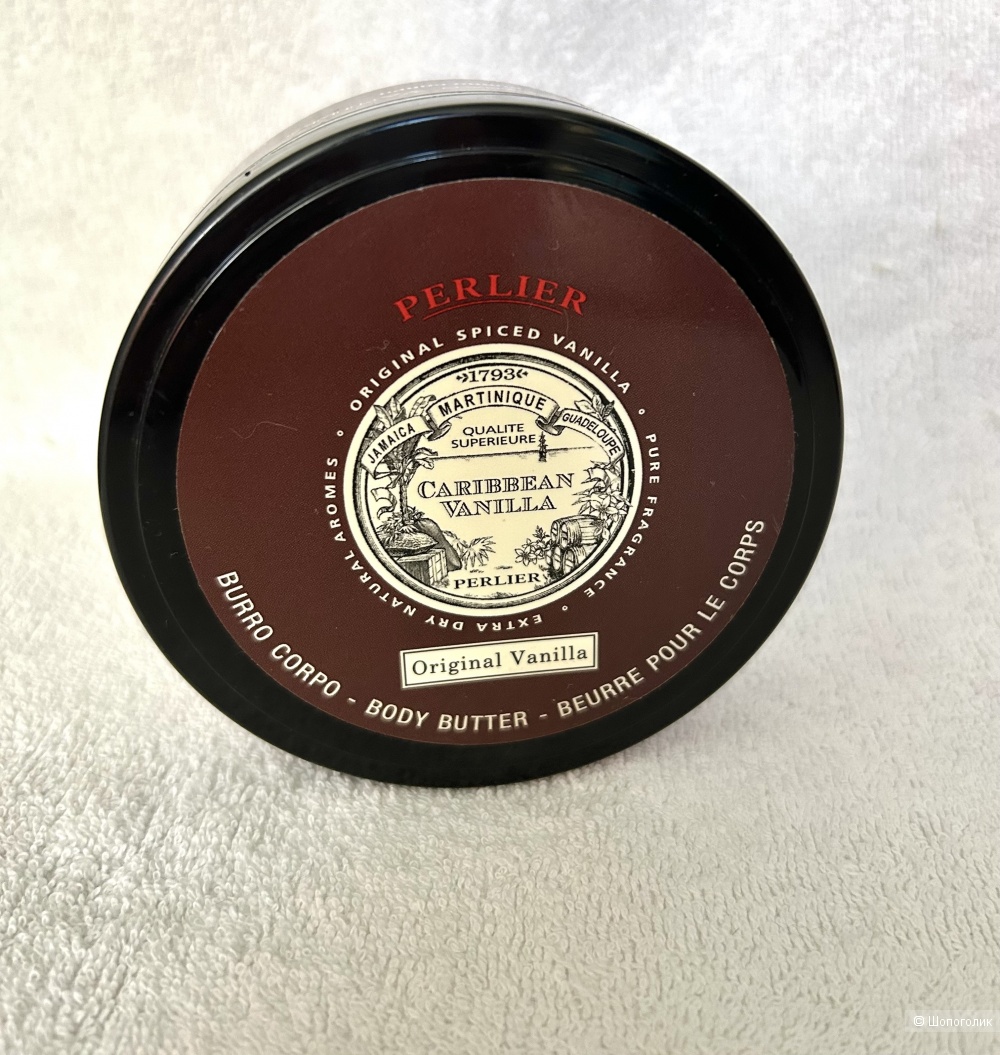 PERLIER
ORIGINAL SPICED VANILLA ° PURE FRAGRANCE ° EXTRA DRY NATURAL AROMES °
1793
JAMAICA MARTINIQUE GUADELOUPE
QUALITE
SUPERIEURE
CARIBBEAN
VANILLA
PERLIER
Original Vanilla
BURRO CORPO - BODY BUTTER - BEURRE POUR LE CORPS
© Шопоголик